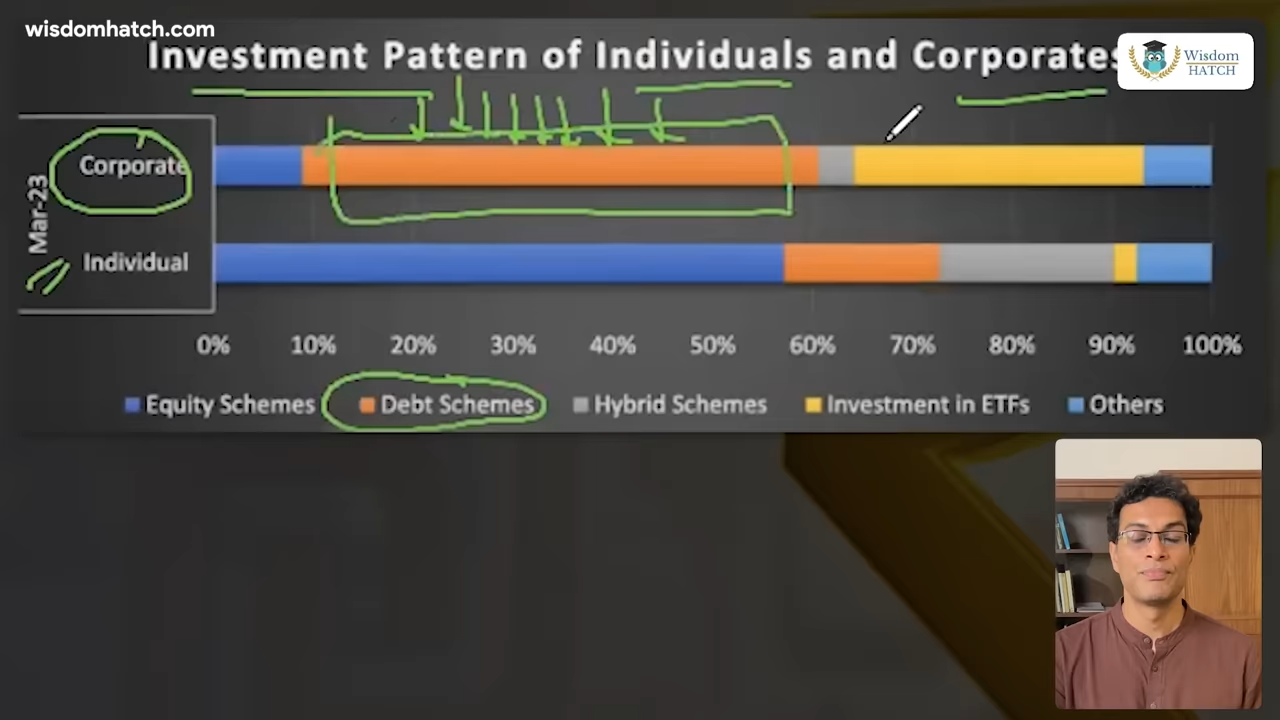 wisdomhatch.com
Investment Pattern of Individuals and Corporates
Wisdom
HATCH
Mar-23
Corporate
Individual
0% 10% 20% 30% 40% 50% 60% 70% 80% 90% 100%
Equity Schemes Debt Schemes Hybrid Schemes Investment in ETFs Others